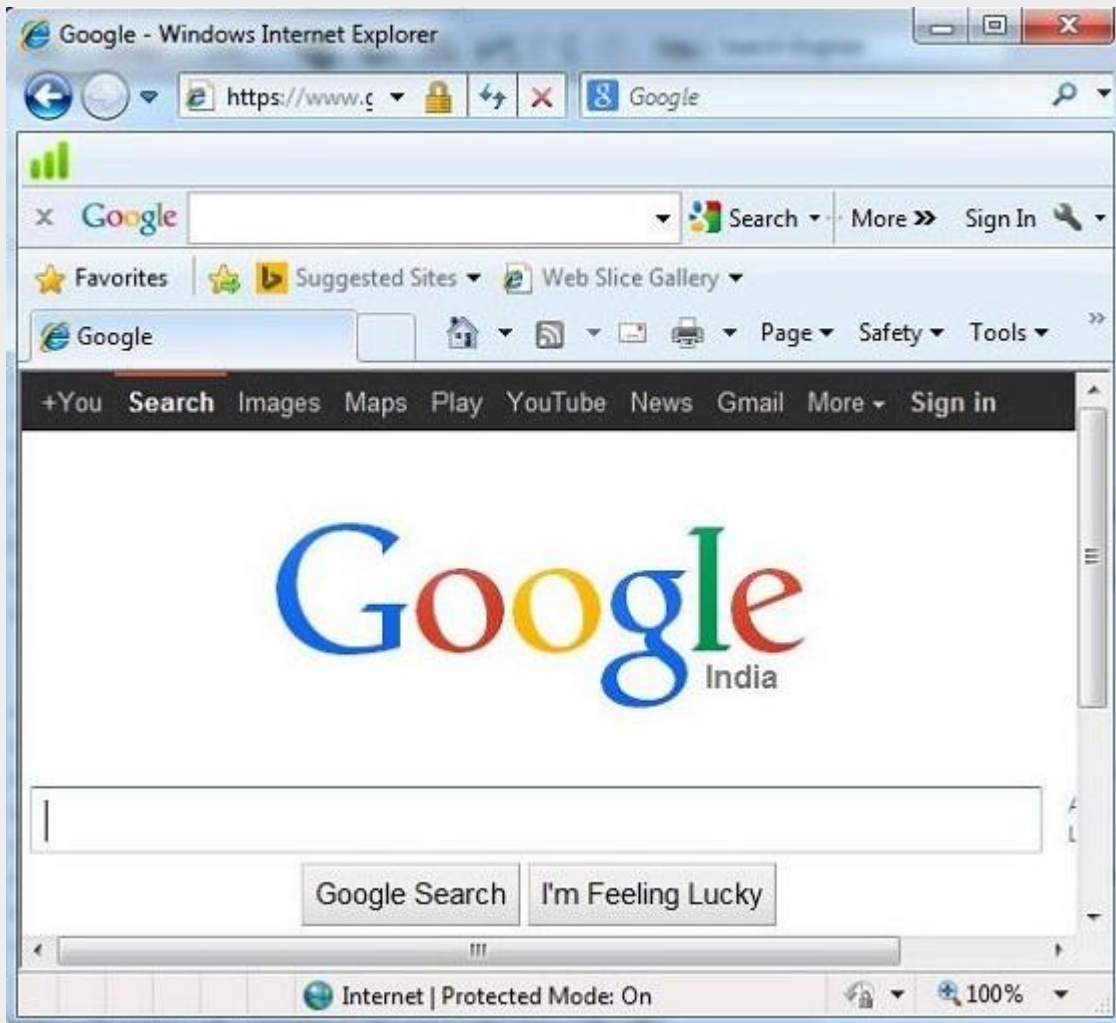 Google - Windows Internet Explorer
https://www.g Google
x Google Search More >> Sign In
Favorites Suggested Sites Web Slice Gallery
Google Page Safety Tools >>
+You Search Images Maps Play YouTube News Gmail More Sign in
Google
India
Google Search I'm Feeling Lucky
Internet | Protected Mode: On 100%